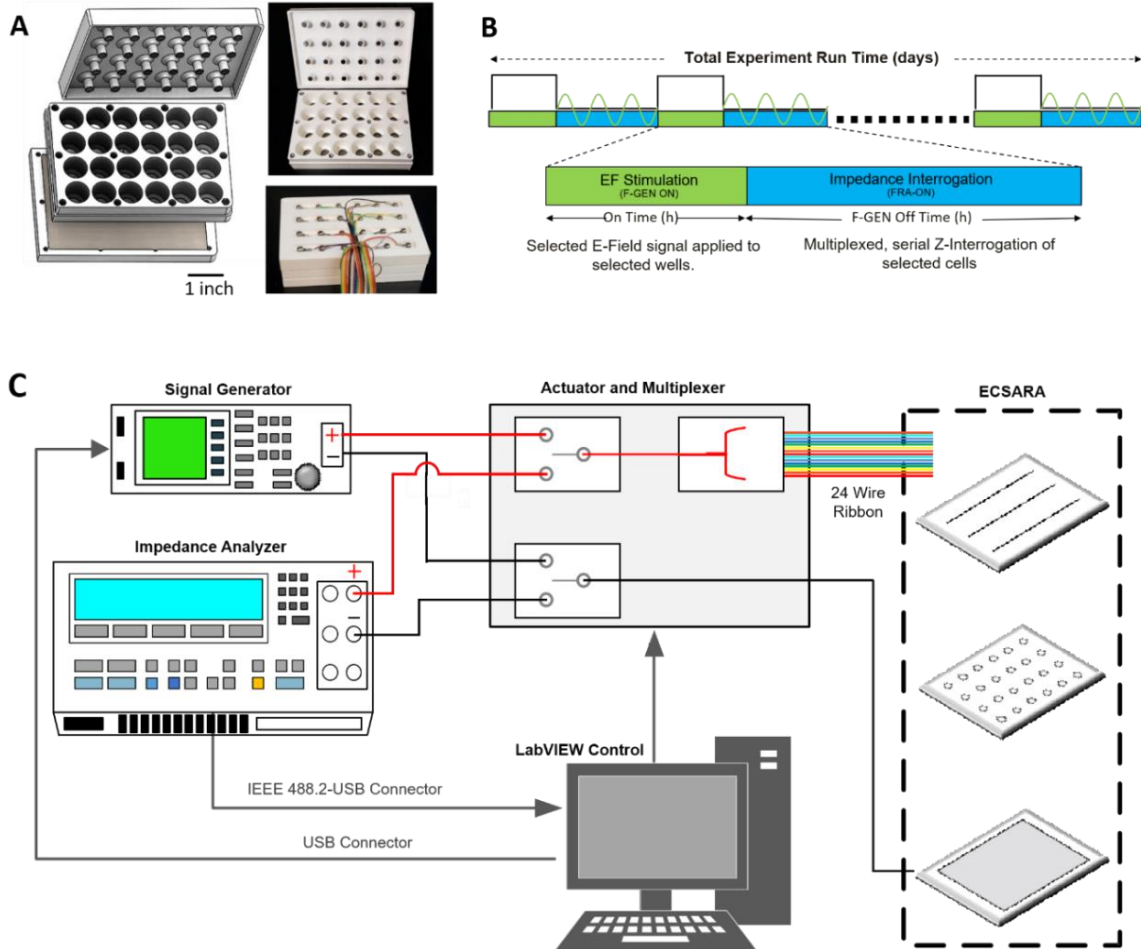 A
1 inch
B
Total Experiment Run Time (days)
EF Stimulation
(F-GEN ON)
Impedance Interrogation
(FRA-ON)
On Time (h)
F-GEN Off Time (h)
Selected E-Field signal applied to
selected wells.
Multiplexed, serial Z-Interrogation of
selected cells
C
Signal Generator
Actuator and Multiplexer
ECSARA
+
−
24 Wire
Ribbon
Impedance Analyzer
+
−
LabVIEW Control
IEEE 488.2-USB Connector
USB Connector